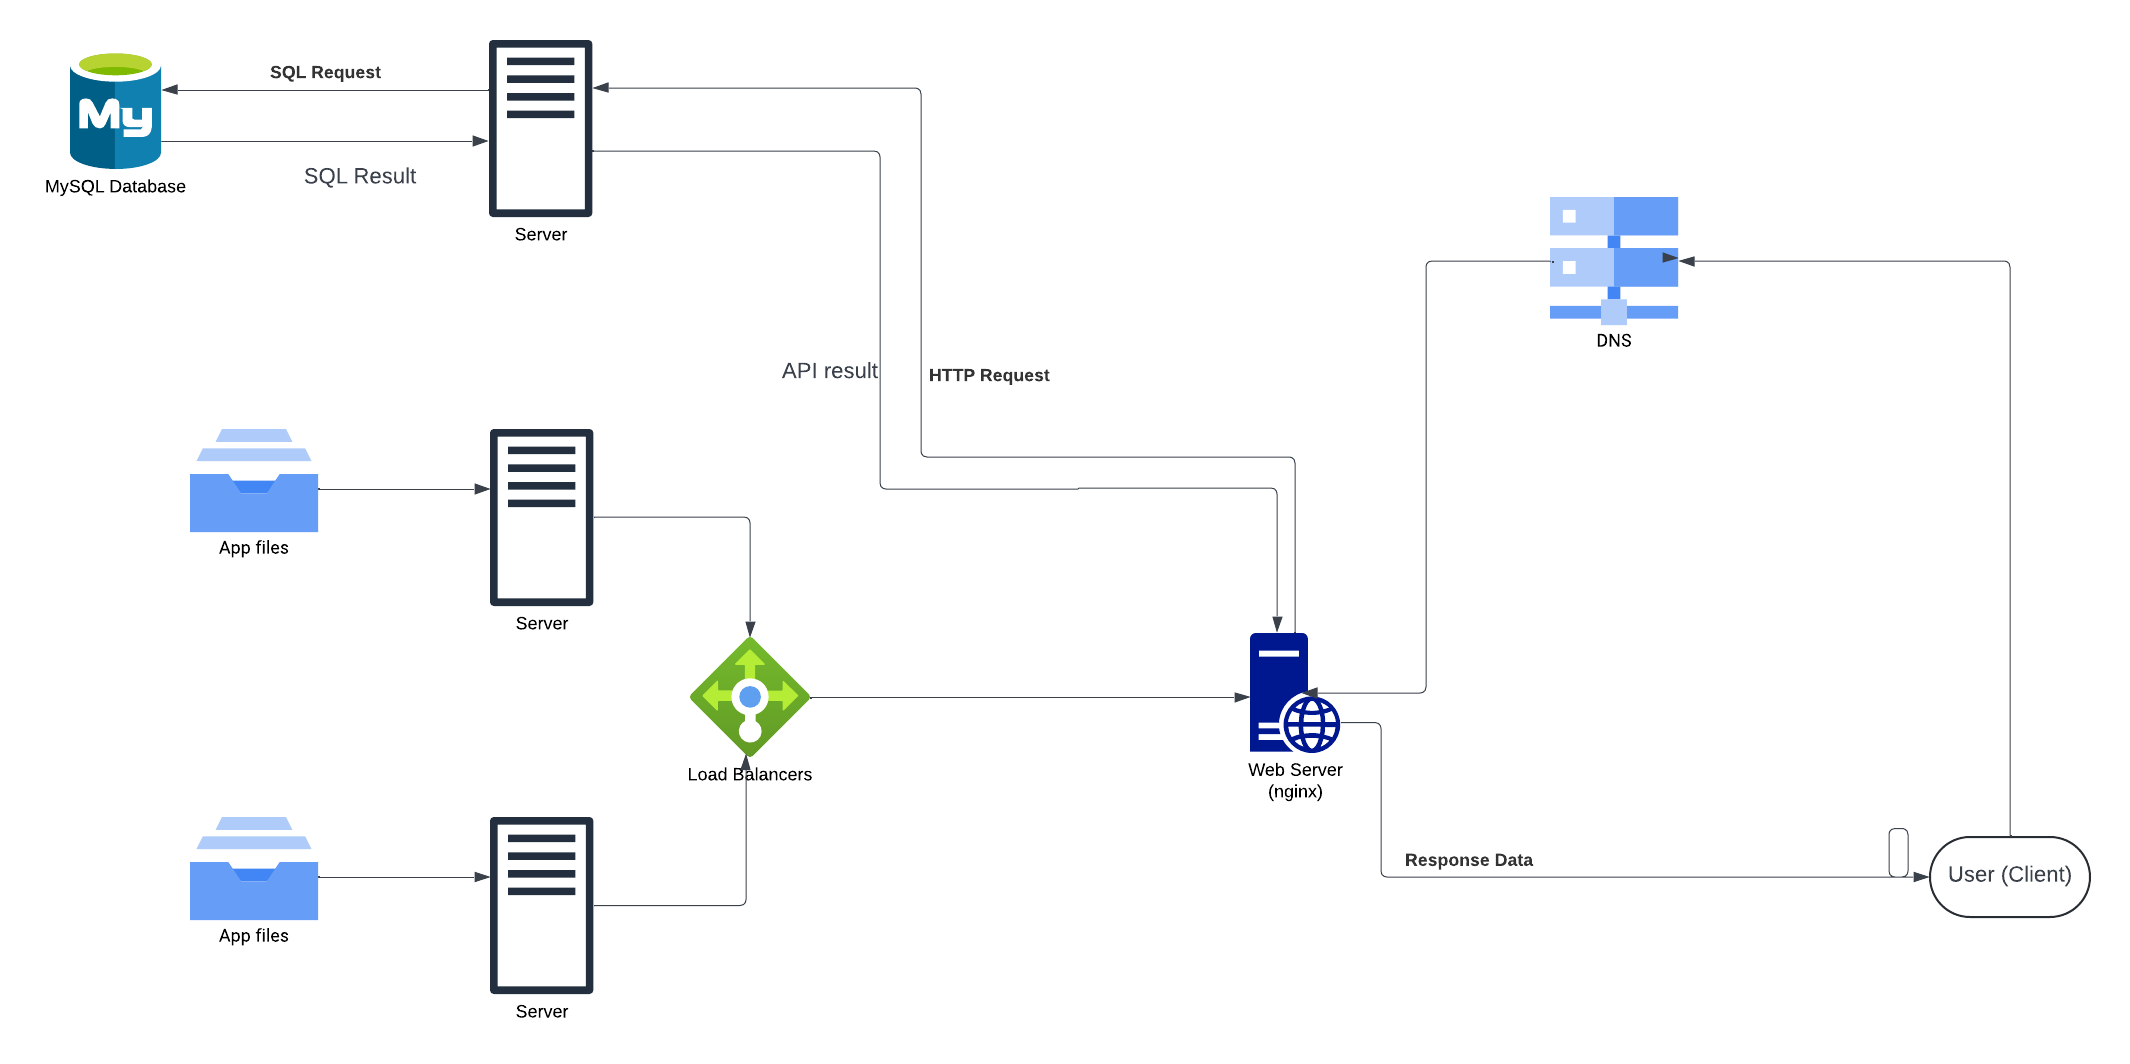 SQL Request
My
MySQL Database
SQL Result
Server
DNS
API result
HTTP Request
App files
Server
Load Balancers
Web Server
(nginx)
Response Data
User (Client)
App files
Server